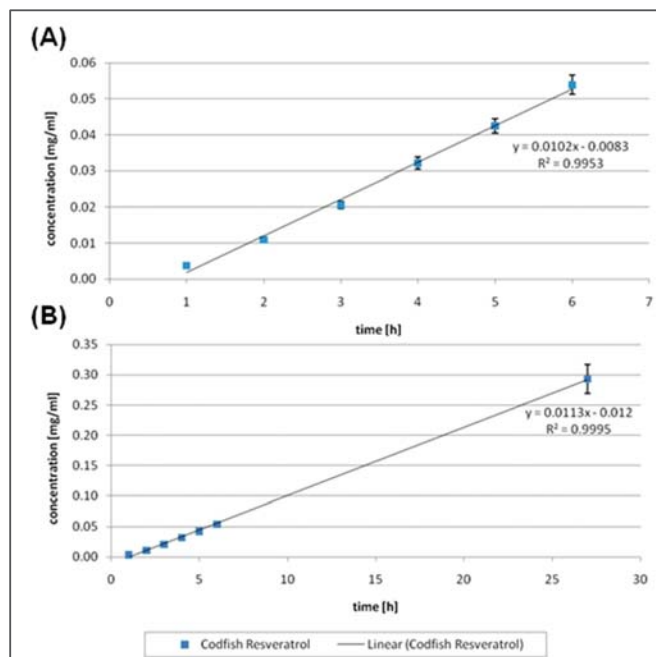 (A)
0.06
0.05
0.04
0.03
0.02
0.01
0.00
concentration [mg/ml]
y = 0.0102x - 0.0083
R² = 0.9953
0 1 2 3 4 5 6 7
time [h]
(B)
0.35
0.30
0.25
0.20
0.15
0.10
0.05
0.00
concentration [mg/ml]
y = 0.0113x - 0.012
R² = 0.9995
0 5 10 15 20 25 30
time [h]
Codfish Resveratrol Linear (Codfish Resveratrol)